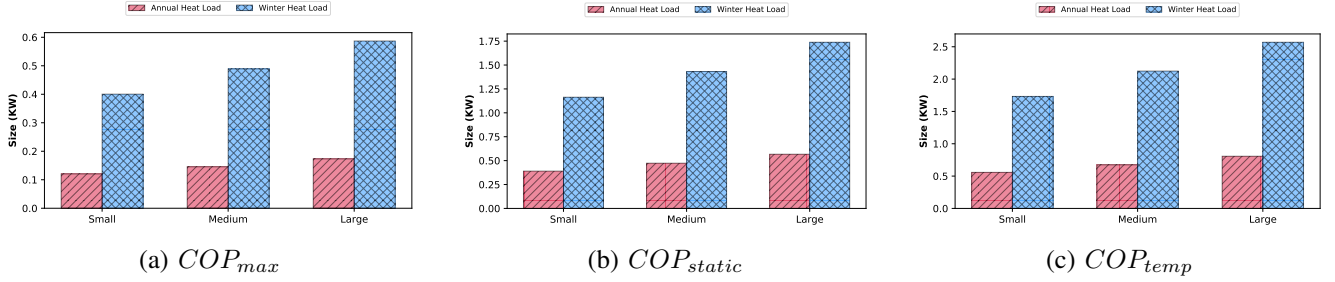 Annual Heat Load Winter Heat Load
Size (KW)
0.6
0.5
0.4
0.3
0.2
0.1
0.0
Small Medium Large
(a) COP_max
Annual Heat Load Winter Heat Load
Size (KW)
1.75
1.50
1.25
1.00
0.75
0.50
0.25
0.00
Small Medium Large
(b) COP_static
Annual Heat Load Winter Heat Load
Size (KW)
2.5
2.0
1.5
1.0
0.5
0.0
Small Medium Large
(c) COP_temp